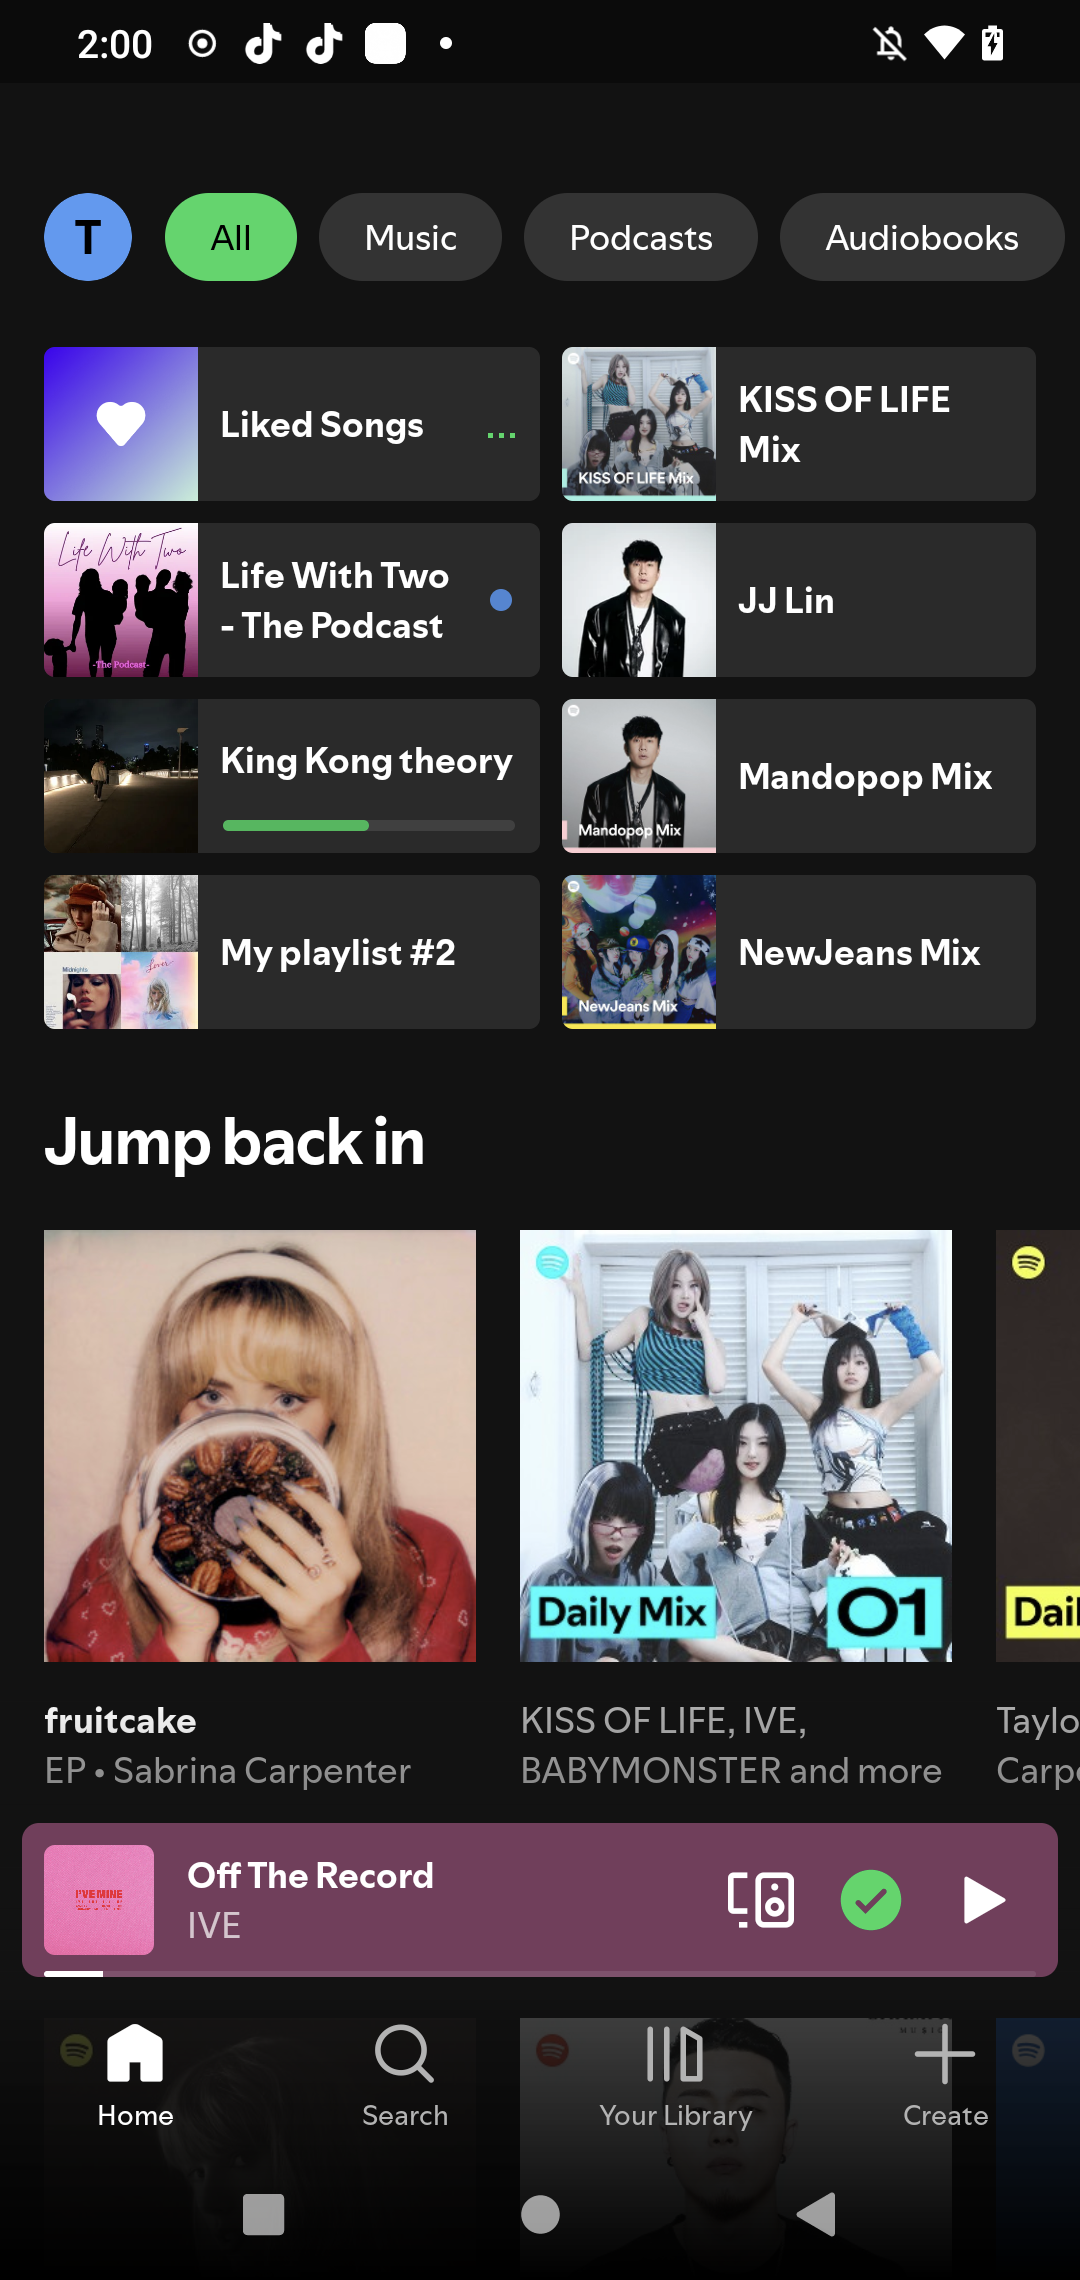 2:00
T
All
Music
Podcasts
Audiobooks
Liked Songs
KISS OF LIFE Mix
KISS OF LIFE
Mix
Life With Two
-The Podcast-
Life With Two
- The Podcast
JJ Lin
King Kong theory
Mandopop Mix
Mandopop Mix
Midnights
Lover
My playlist #2
NewJeans Mix
NewJeans Mix
Jump back in
Daily Mix
01
Dail
fruitcake
EP • Sabrina Carpenter
KISS OF LIFE, IVE,
BABYMONSTER and more
Taylo
Carpe
I'VE MINE
Off The Record
IVE
MUSIC
Home
Search
Your Library
Create